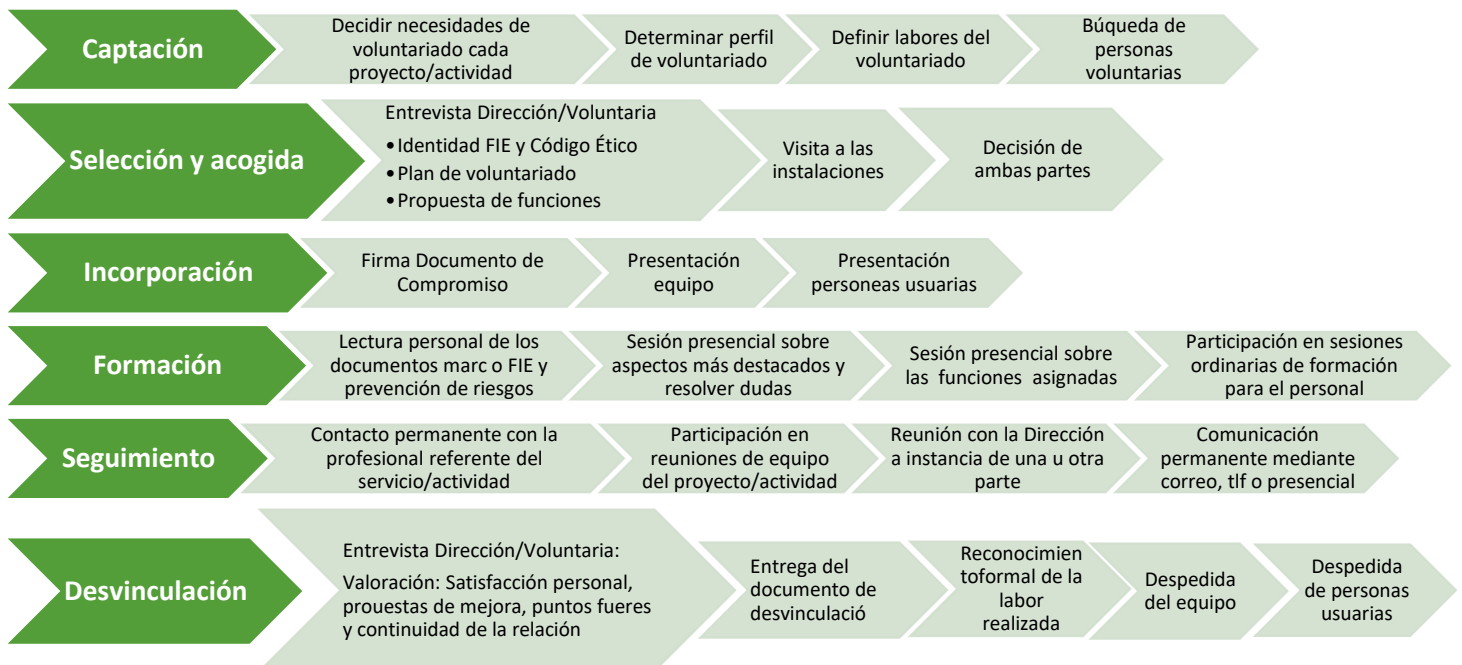 Captación
Decidir necesidades de
voluntariado cada
proyecto/actividad
Determinar perfil
de voluntariado
Definir labores del
voluntariado
Búqueda de
personas
voluntarias
Selección y acogida
Entrevista Dirección/Voluntaria
•Identidad FIE y Código Ético
•Plan de voluntariado
•Propuesta de funciones
Visita a las
instalaciones
Decisión de
ambas partes
Incorporación
Firma Documento de
Compromiso
Presentación
equipo
Presentación
personeas usuarias
Formación
Lectura personal de los
documentos marc o FIE y
prevención de riesgos
Sesión presencial sobre
aspectos más destacados y
resolver dudas
Sesión presencial sobre
las funciones asignadas
Participación en sesiones
ordinarias de formación
para el personal
Seguimiento
Contacto permanente con la
profesional referente del
servicio/actividad
Participación en
reuniones de equipo
del proyecto/actividad
Reunión con la Dirección
a instancia de una u otra
parte
Comunicación
permanente mediante
correo, tlf o presencial
Desvinculación
Entrevista Dirección/Voluntaria:
Valoración: Satisfacción personal,
prouestas de mejora, puntos fueres
y continuidad de la relación
Entrega del
documento de
desvinculació
Reconocimien
toformal de la
labor
realizada
Despedida
del equipo
Despedida
de personas
usuarias